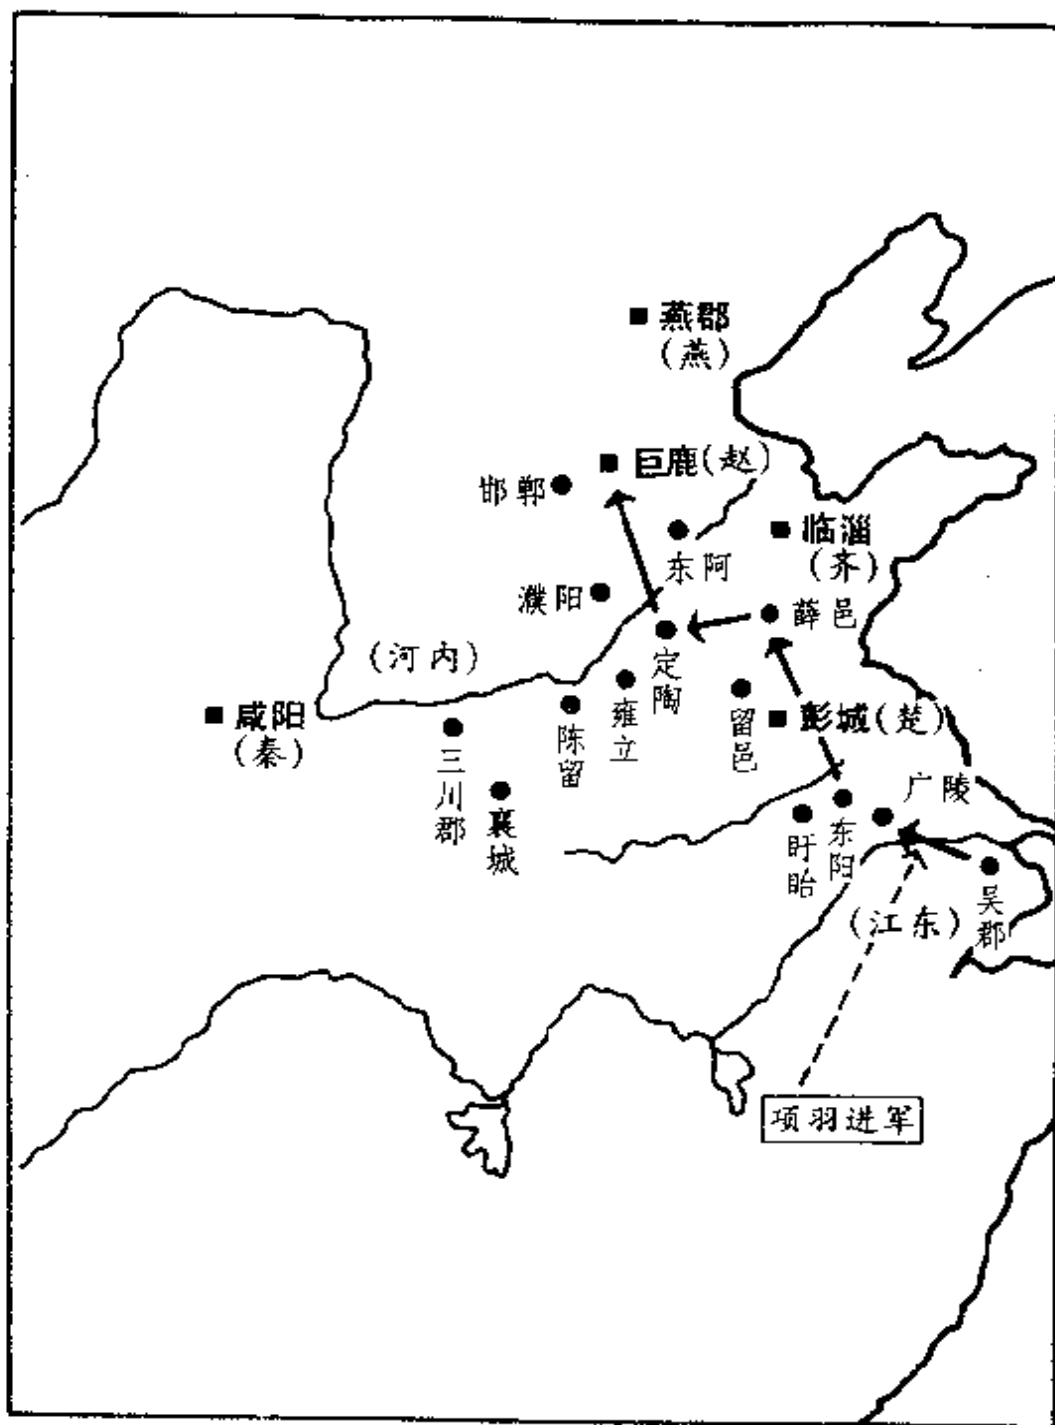 燕郡
(燕)
巨鹿(赵)
邯郸
东阿
临淄
(齐)
濮阳
薛邑
定陶
(河内)
雍立
留邑
彭城(楚)
咸阳
(秦)
陈留
三川郡
襄城
广陵
东阳
盱眙
吴郡
(江东)
项羽进军